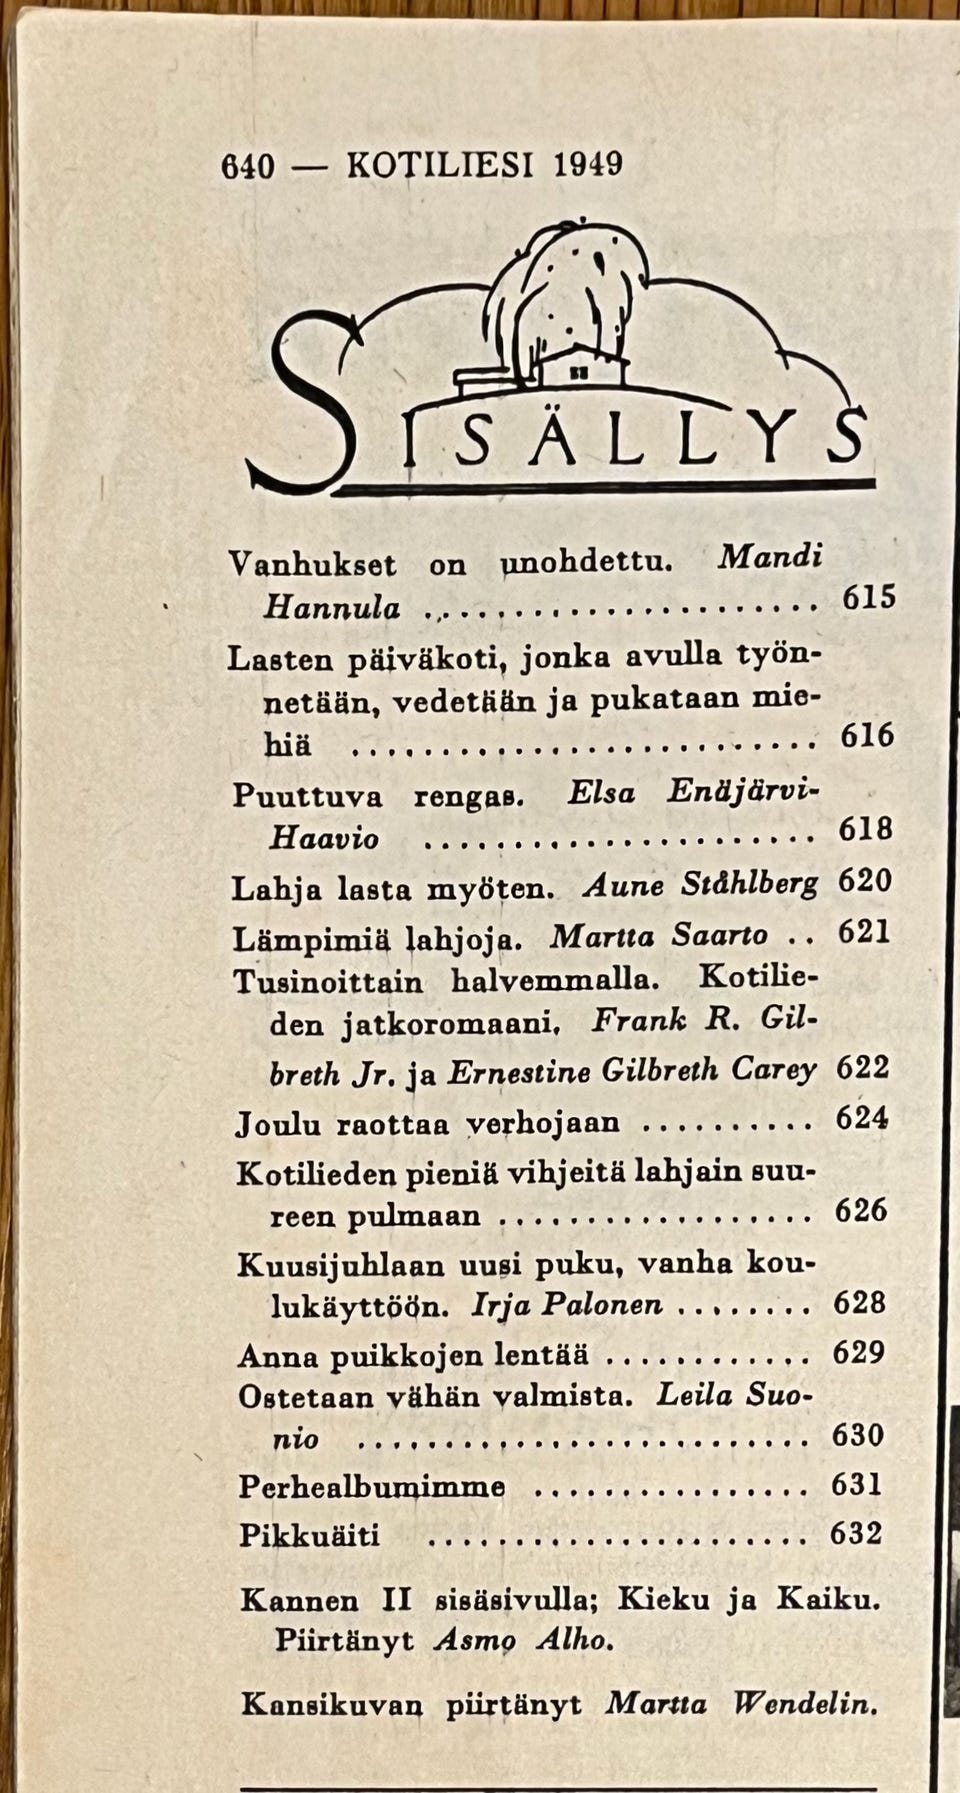 640 — KOTILIESI 1949
SISÄLLYS
Vanhukset on unohdettu. Mandi
Hannula ...................... 615
Lasten päiväkoti, jonka avulla työn-
netään, vedetään ja pukataan mie-
hiä .......................... 616
Puuttuva rengas. Elsa Enäjärvi-
Haavio ...................... 618
Lahja lasta myöten. Aune Ståhlberg 620
Lämpimiä lahjoja. Martta Saarto .. 621
Tusinoittain halvemmalla. Kotilie-
den jatkoromaani, Frank R. Gil-
breth Jr. ja Ernestine Gilbreth Carey 622
Joulu raottaa verhojaan .......... 624
Kotilieden pieniä vihjeitä lahjain suu-
reen pulmaan .................. 626
Kuusijuhlaan uusi puku, vanha kou-
lukäyttöön. Irja Palonen ........ 628
Anna puikkojen lentää ............ 629
Ostetaan vähän valmista. Leila Suo-
nio .......................... 630
Perhealbumimme ................ 631
Pikkuäiti ...................... 632
Kannen II sisäsivulla; Kieku ja Kaiku.
Piirtänyt Asmo Alho.
Kansikuvan piirtänyt Martta Wendelin.